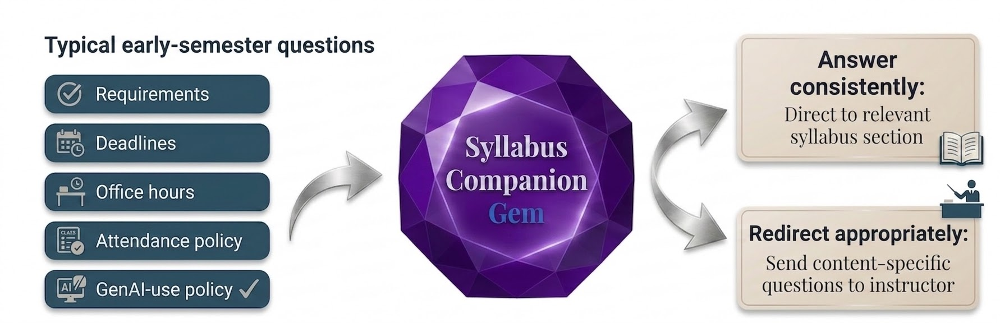 Typical early-semester questions
Requirements
Deadlines
Office hours
Attendance policy
AI
GenAI-use policy
Syllabus
Companion
Gem
Answer
consistently:
Direct to relevant
syllabus section
Redirect appropriately:
Send content-specific
questions to instructor